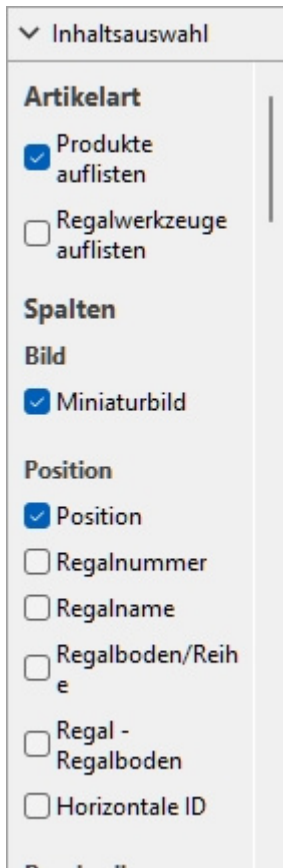 Inhaltsauswahl
Artikelart
Produkte
auflisten
Regalwerkzeuge
auflisten
Spalten
Bild
Miniaturbild
Position
Position
Regalnummer
Regalname
Regalboden/Reih
e
Regal -
Regalboden
Horizontale ID